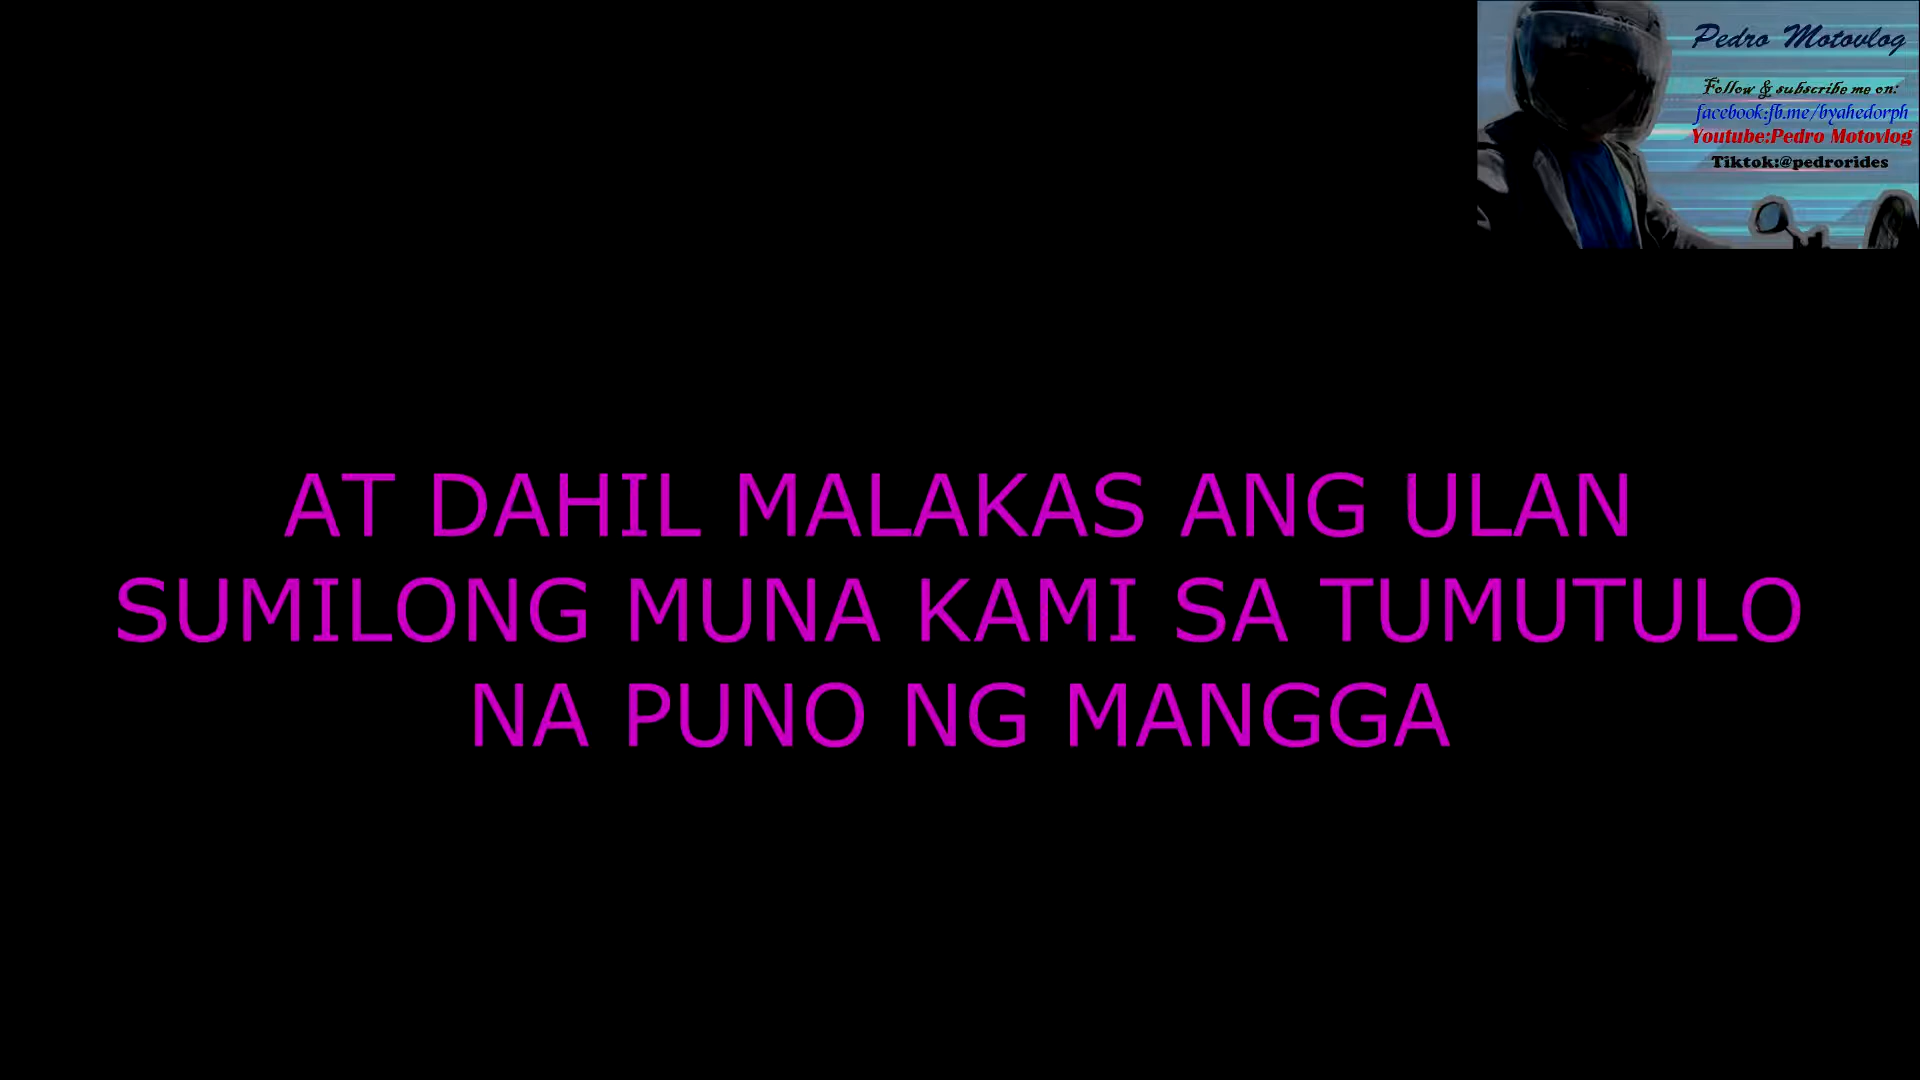 Pedro Motovlog
Follow & subscribe me on:
facebook:fb.me/byahedorph
Youtube:Pedro Motovlog
Tiktok:@pedrorides
AT DAHIL MALAKAS ANG ULAN
SUMILONG MUNA KAMI SA TUMUTULO
NA PUNO NG MANGGA